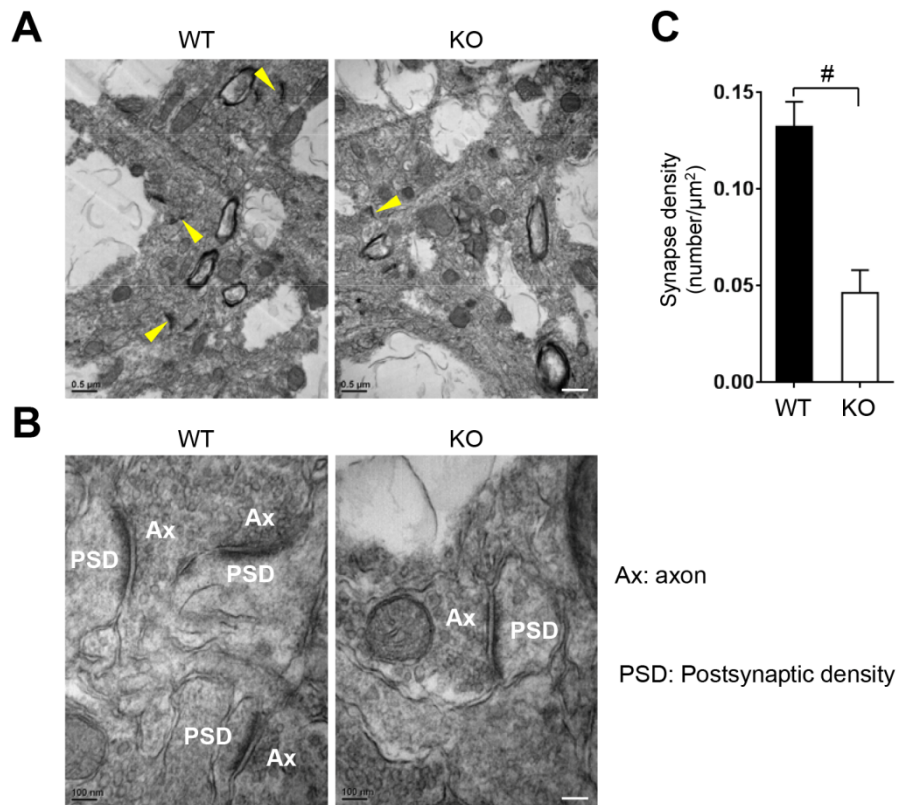 A
WT
KO
0.5 µm
0.5 µm
C
#
Synapse density
(number/µm²)
0.15
0.10
0.05
0.00
WT
KO
B
WT
KO
Ax
Ax
PSD
PSD
PSD
Ax
100 nm
Ax
PSD
100 nm
Ax: axon
PSD: Postsynaptic density